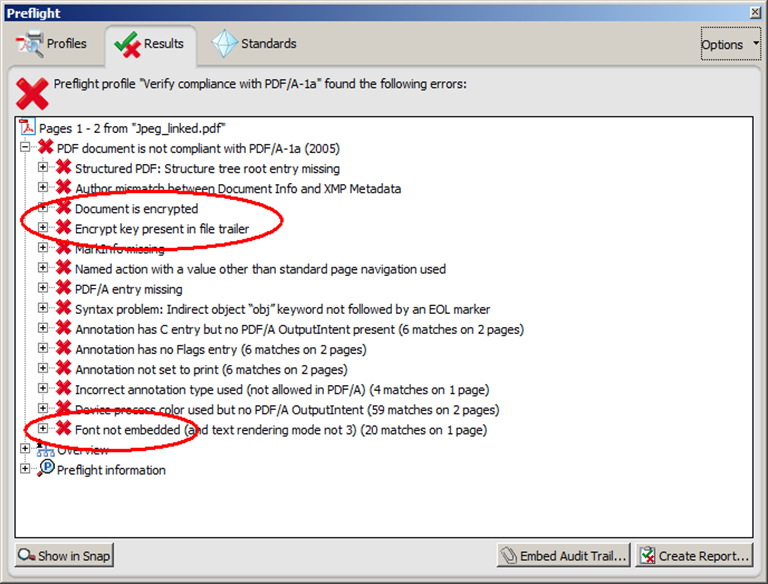 Preflight
Profiles
Results
Standards
Options
Preflight profile "Verify compliance with PDF/A-1a" found the following errors:
Pages 1 - 2 from "Jpeg_linked.pdf"
PDF document is not compliant with PDF/A-1a (2005)
Structured PDF: Structure tree root entry missing
Author mismatch between Document Info and XMP Metadata
Document is encrypted
Encrypt key present in file trailer
MarkInfo missing
Named action with a value other than standard page navigation used
PDF/A entry missing
Syntax problem: Indirect object “obj” keyword not followed by an EOL marker
Annotation has C entry but no PDF/A OutputIntent present (6 matches on 2 pages)
Annotation has no Flags entry (6 matches on 2 pages)
Annotation not set to print (6 matches on 2 pages)
Incorrect annotation type used (not allowed in PDF/A) (4 matches on 1 page)
Device process color used but no PDF/A OutputIntent (59 matches on 2 pages)
Font not embedded (and text rendering mode not 3) (20 matches on 1 page)
Overview
Preflight information
Show in Snap
Embed Audit Trail...
Create Report...